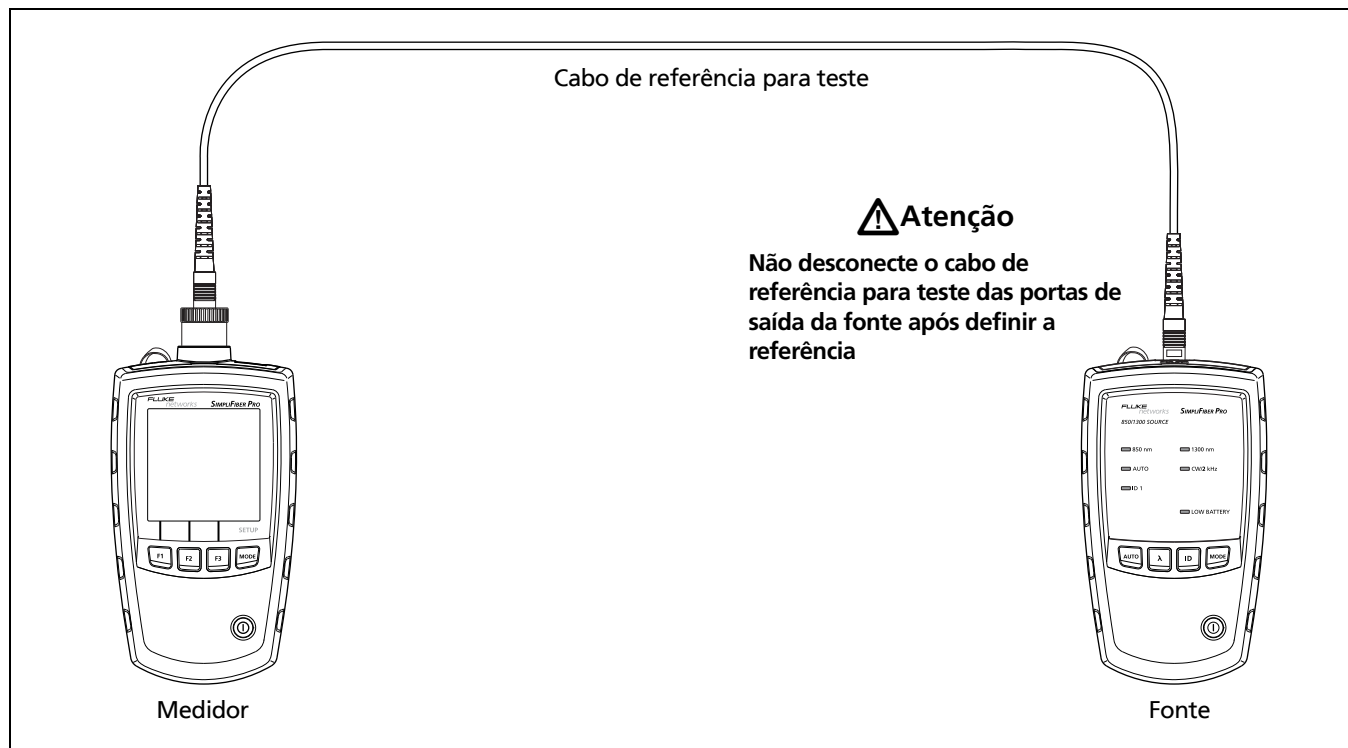 Cabo de referência para teste
Atenção
Não desconecte o cabo de
referência para teste das portas de
saída da fonte após definir a
referência
FLUKE
networks
SIMPLIFIBER PRO
SETUP
F1
F2
F3
MODE
Medidor
FLUKE
networks
SIMPLIFIBER PRO
850/1300 SOURCE
850 nm
1300 nm
AUTO
CW/2 kHz
ID 1
LOW BATTERY
AUTO
λ
ID
MODE
Fonte